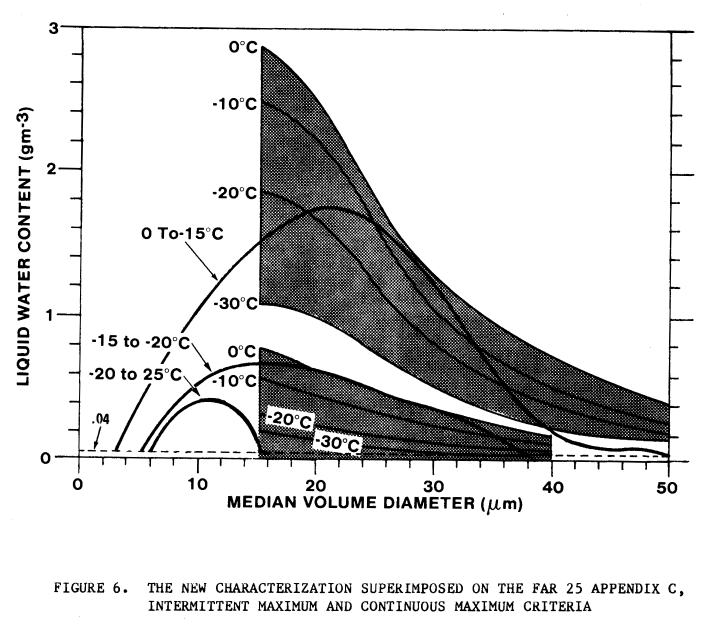 3
2
1
0
LIQUID WATER CONTENT (gm-3)
0°C
-10°C
-20°C
0 To-15°C
-30°C
-15 to -20°C
0°C
-20 to 25°C
-10°C
.04
-20°C
-30°C
0 10 20 30 40 50
MEDIAN VOLUME DIAMETER (μm)
FIGURE 6. THE NEW CHARACTERIZATION SUPERIMPOSED ON THE FAR 25 APPENDIX C,
INTERMITTENT MAXIMUM AND CONTINUOUS MAXIMUM CRITERIA